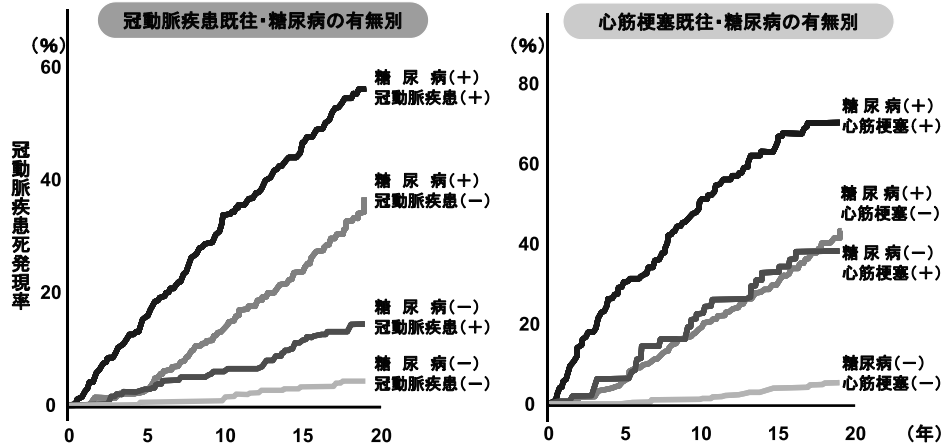 冠動脈疾患既往・糖尿病の有無別
(%)
60
40
20
0
0 5 10 15 20
冠動脈疾患死発現率
糖 尿 病(+)
冠動脈疾患(+)
糖 尿 病(+)
冠動脈疾患(−)
糖 尿 病(−)
冠動脈疾患(+)
糖 尿 病(−)
冠動脈疾患(−)
心筋梗塞既往・糖尿病の有無別
(%)
80
60
40
20
0
0 5 10 15 20 (年)
糖 尿 病(+)
心筋梗塞(+)
糖 尿 病(+)
心筋梗塞(−)
糖 尿 病(−)
心筋梗塞(+)
糖尿病(−)
心筋梗塞(−)